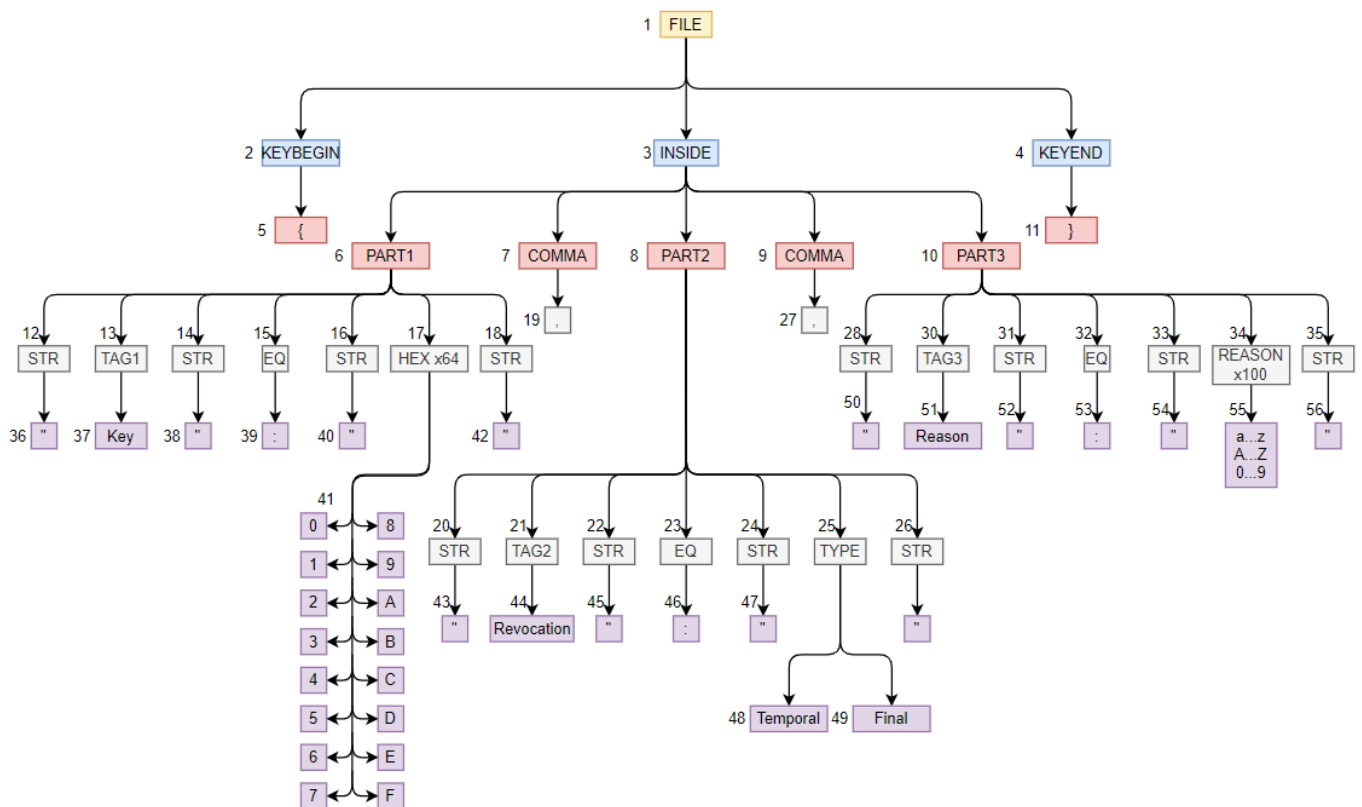 1 FILE
2 KEYBEGIN 3 INSIDE 4 KEYEND
5 { 11 }
6 PART1 7 COMMA 8 PART2 9 COMMA 10 PART3
19 , 27 ,
12 13 14 15 16 17 18 28 30 31 32 33 34 35
STR TAG1 STR EQ STR HEX x64 STR STR TAG3 STR EQ STR REASON
x100 STR
50 51 52 53 54 55 56
36 " 37 Key 38 " 39 : 40 " 42 " " Reason " : " a...z
A...Z
0...9 "
41
0 8
1 9
2 A
3 B
4 C
5 D
6 E
7 F
20 21 22 23 24 25 26
STR TAG2 STR EQ STR TYPE STR
43 44 45 46 47
" Revocation " : " "
48 Temporal 49 Final